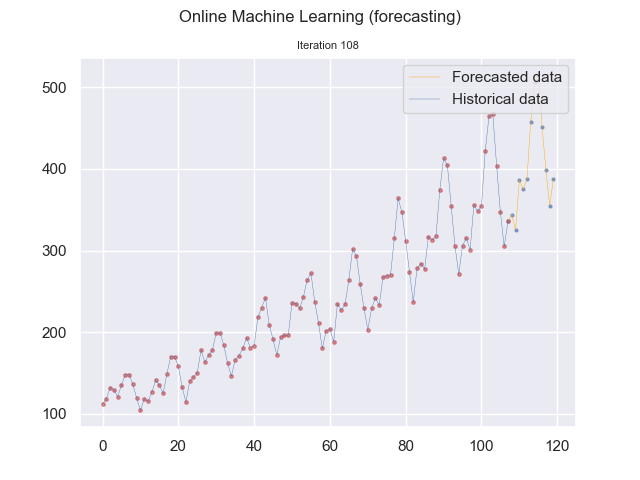 Online Machine Learning (forecasting)
Iteration 108
Forecasted data
Historical data
500
400
300
200
100
0 20 40 60 80 100 120